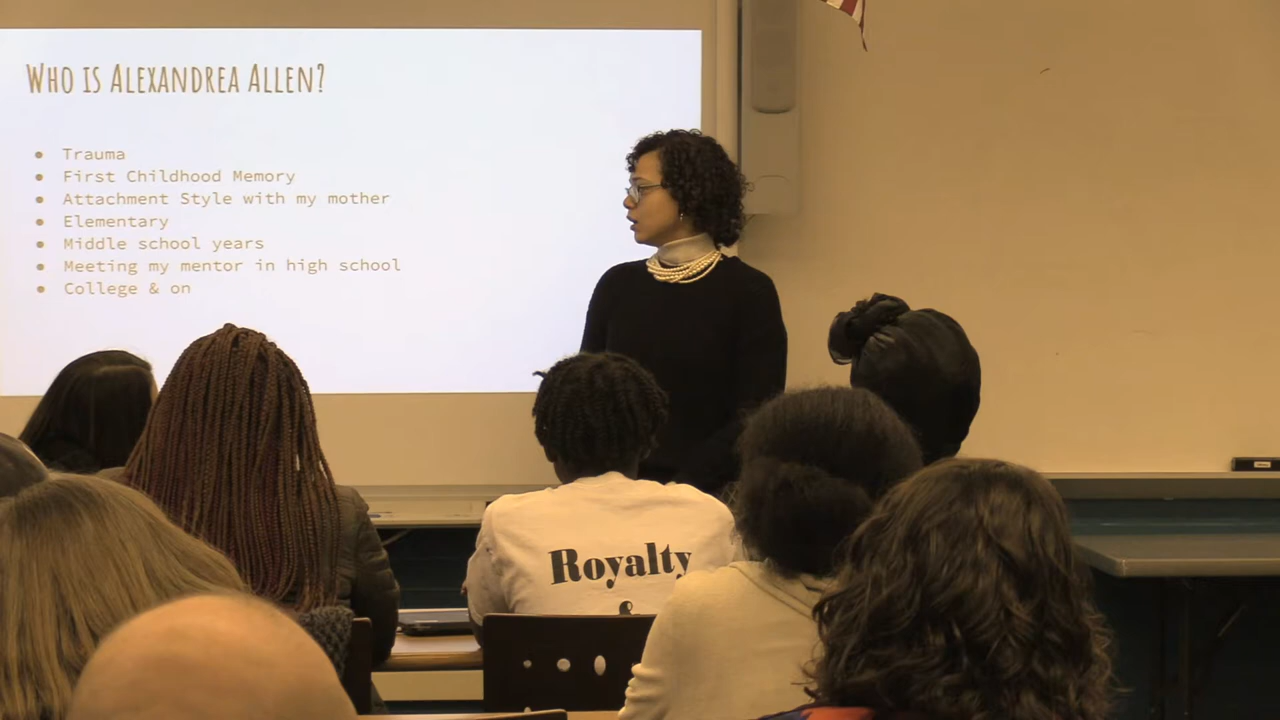 WHO IS ALEXANDREA ALLEN?
● Trauma
● First Childhood Memory
● Attachment Style with my mother
● Elementary
● Middle school years
● Meeting my mentor in high school
● College & on
Royalty
&